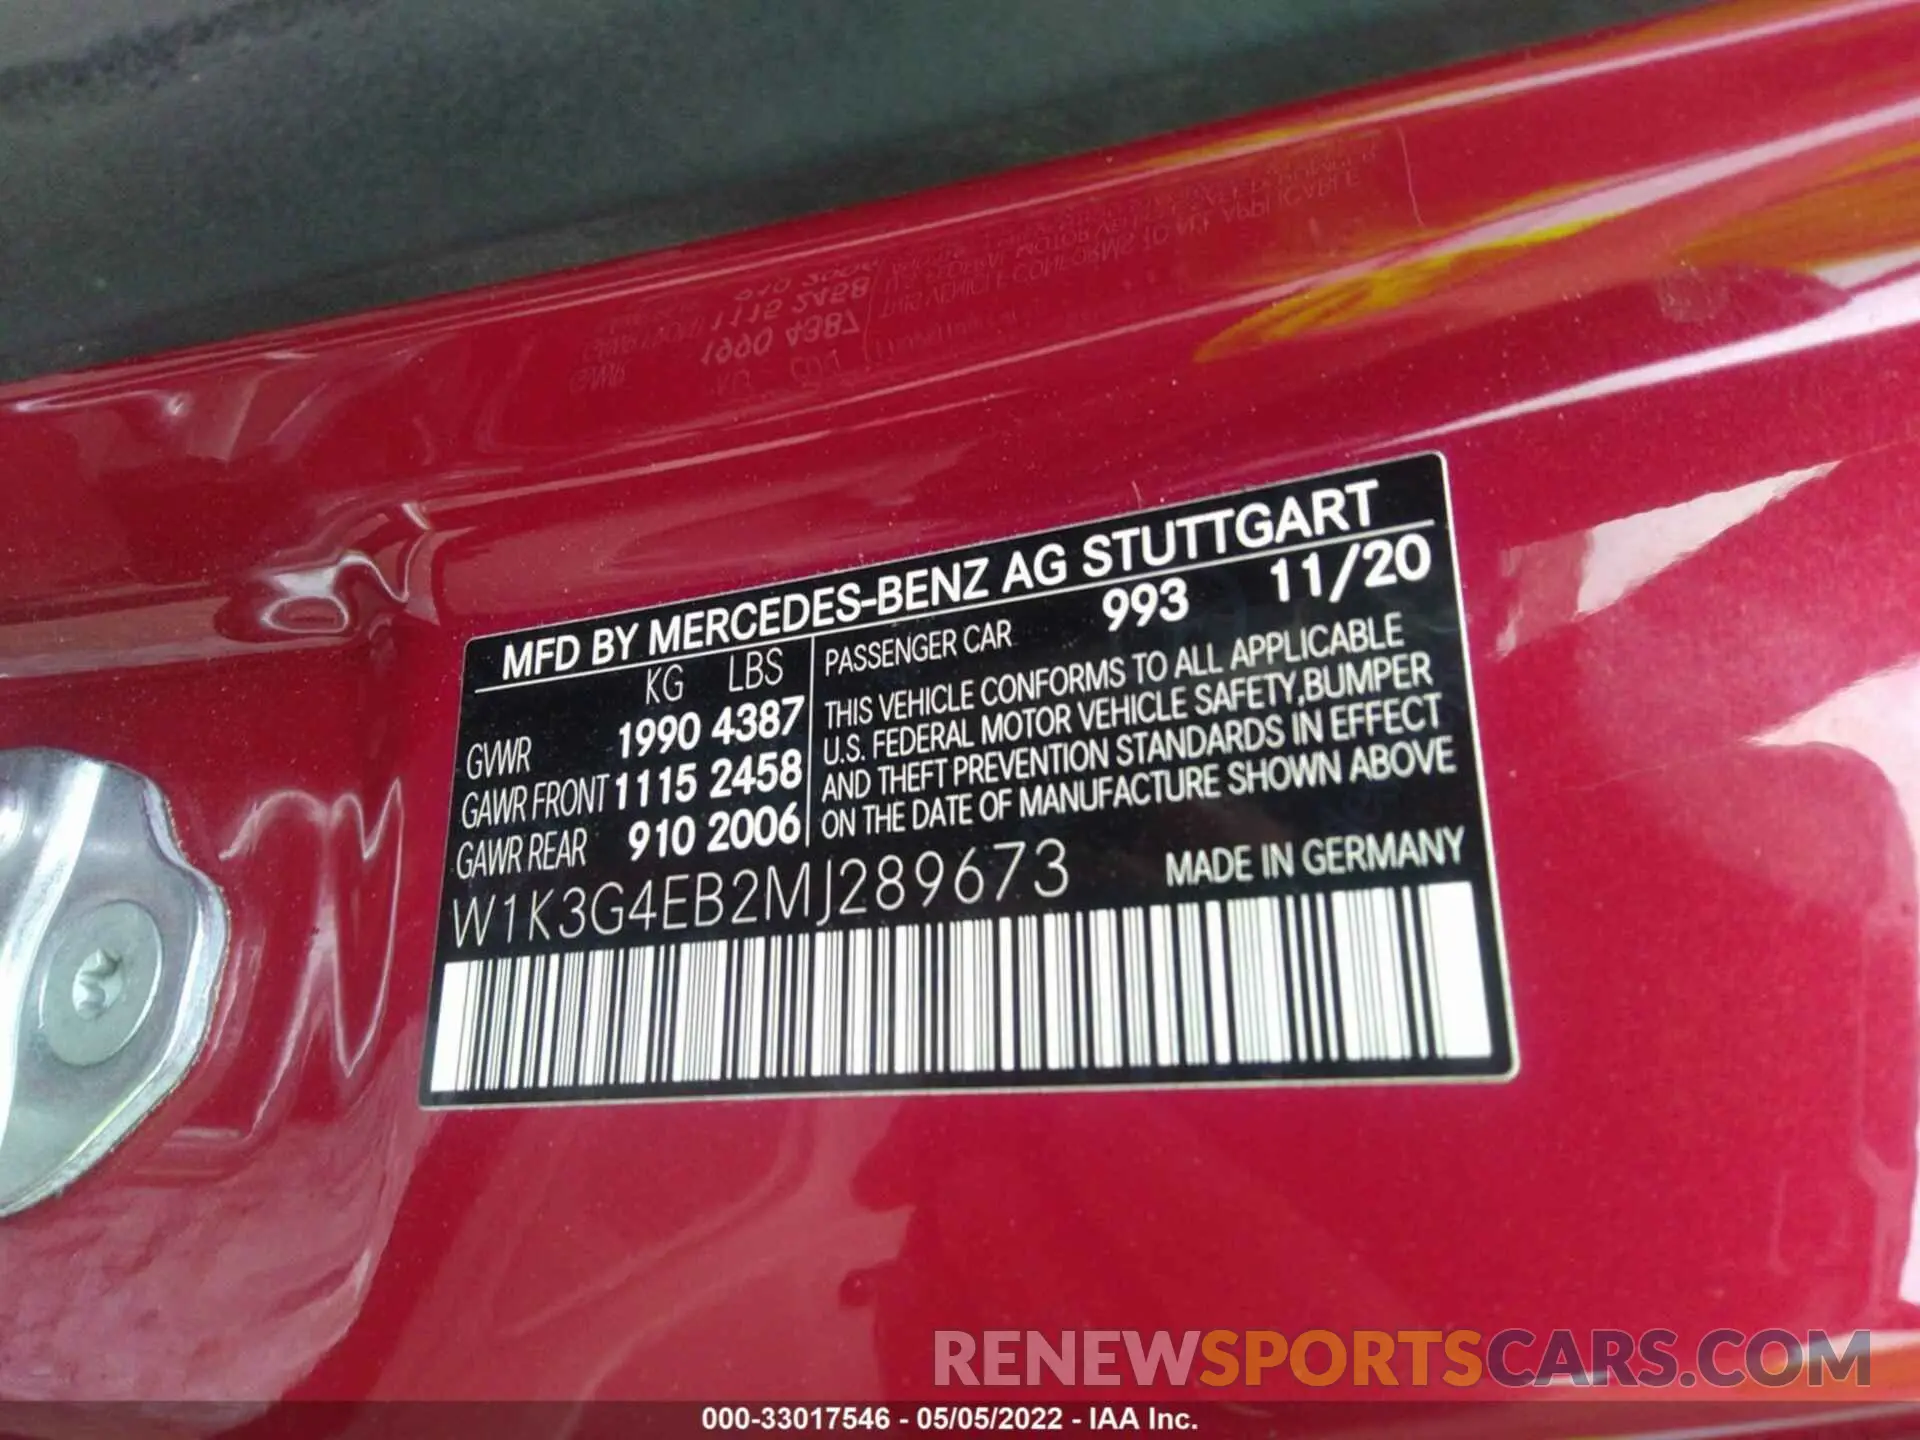 MFD BY MERCEDES-BENZ AG STUTTGART
KG LBS
GVWR 1990 4387
GAWR FRONT 1115 2458
GAWR REAR 910 2006
PASSENGER CAR 993 11/20
THIS VEHICLE CONFORMS TO ALL APPLICABLE
U.S. FEDERAL MOTOR VEHICLE SAFETY,BUMPER
AND THEFT PREVENTION STANDARDS IN EFFECT
ON THE DATE OF MANUFACTURE SHOWN ABOVE
W1K3G4EB2MJ289673 MADE IN GERMANY
RENEWSPORTSCARS.COM
000-33017546 - 05/05/2022 - IAA Inc.